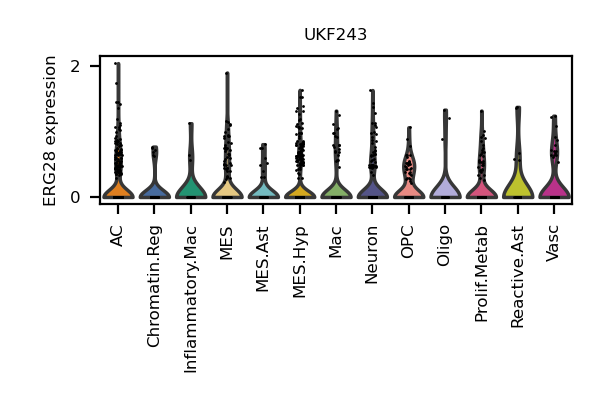 UKF243
ERG28 expression
2
0
AC
Chromatin.Reg
Inflammatory.Mac
MES
MES.Ast
MES.Hyp
Mac
Neuron
OPC
Oligo
Prolif.Metab
Reactive.Ast
Vasc